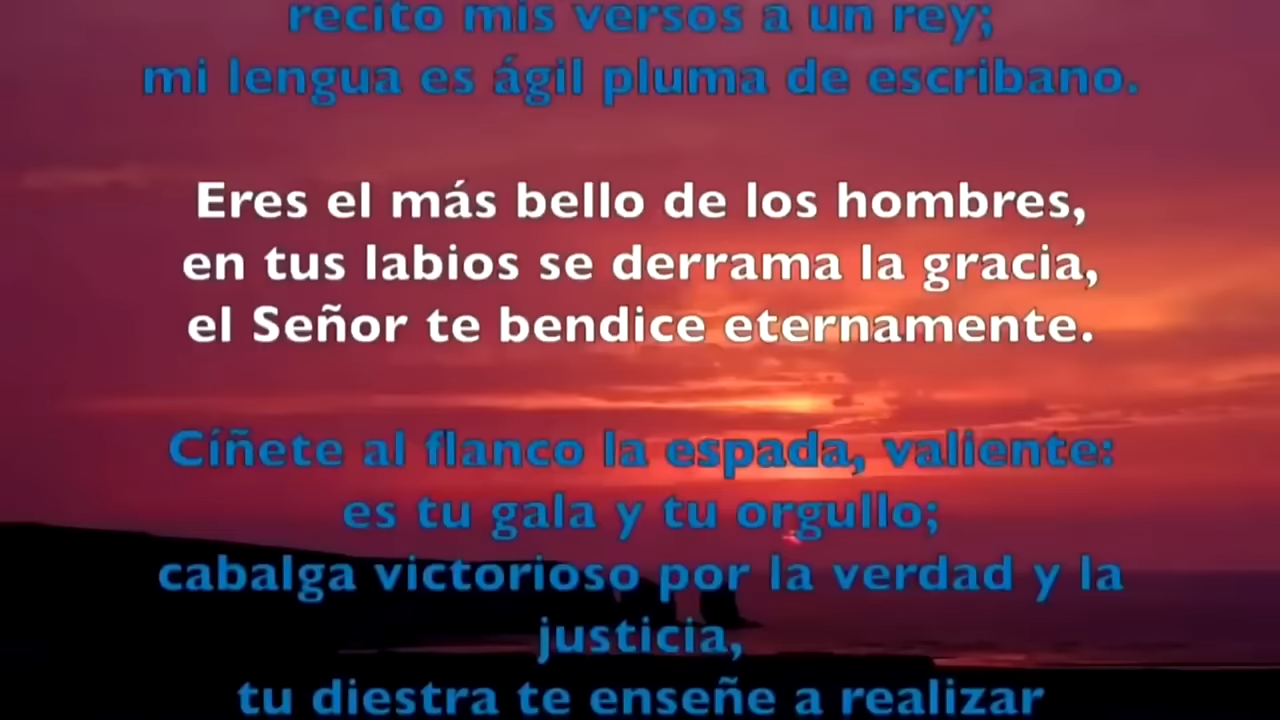 recito mis versos a un rey;
mi lengua es ágil pluma de escribano.
Eres el más bello de los hombres,
en tus labios se derrama la gracia,
el Señor te bendice eternamente.
Cíñete al flanco la espada, valiente:
es tu gala y tu orgullo;
cabalga victorioso por la verdad y la
justicia,
tu diestra te enseñe a realizar